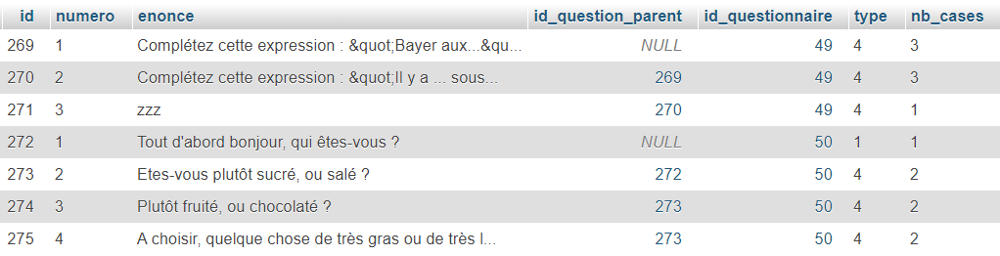 id numero enonce id_question_parent id_questionnaire type nb_cases
269 1 Complétez cette expression : &quot;Bayer aux...&qu... NULL 49 4 3
270 2 Complétez cette expression : &quot;Il y a ... sous... 269 49 4 3
271 3 zzz 270 49 4 1
272 1 Tout d'abord bonjour, qui êtes-vous ? NULL 50 1 1
273 2 Etes-vous plutôt sucré, ou salé ? 272 50 4 2
274 3 Plutôt fruité, ou chocolaté ? 273 50 4 2
275 4 A choisir, quelque chose de très gras ou de très l... 273 50 4 2